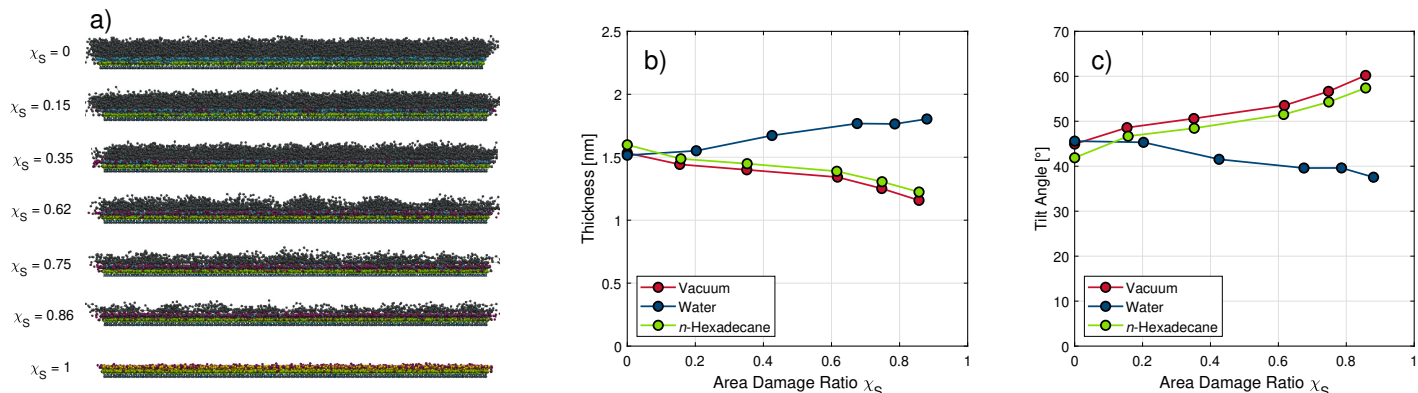 a)
χS = 0
χS = 0.15
χS = 0.35
χS = 0.62
χS = 0.75
χS = 0.86
χS = 1
b)
2.5
2
1.5
1
0.5
0
Thickness [nm]
Vacuum
Water
n-Hexadecane
0 0.2 0.4 0.6 0.8 1
Area Damage Ratio χS
c)
70
60
50
40
30
20
10
0
Tilt Angle [°]
Vacuum
Water
n-Hexadecane
0 0.2 0.4 0.6 0.8 1
Area Damage Ratio χS